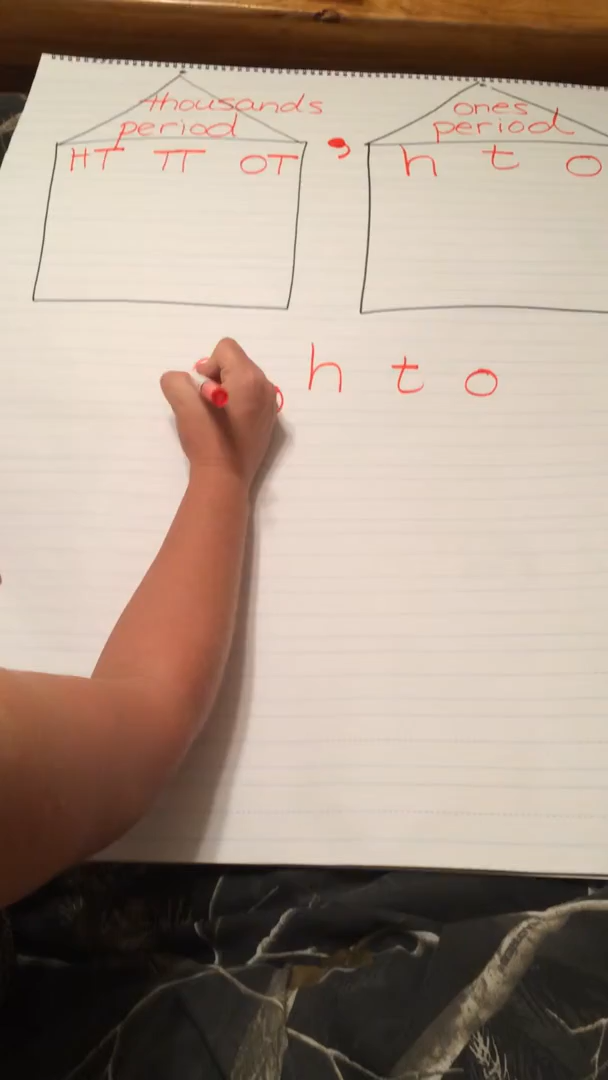 thousands period
HT TT OT
,
ones period
h t o
, h t o